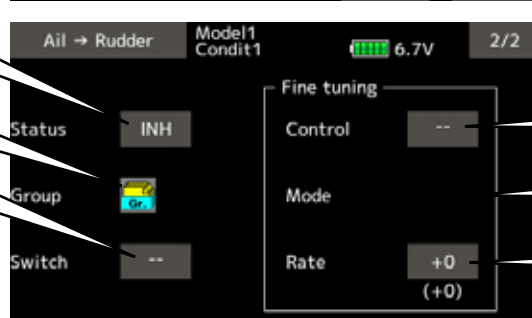 Ail → Rudder
Model1
Condit1
6.7V
2/2
Status
INH
Group
Gr.
Switch
--
Fine tuning
Control
--
Mode
Rate
+0
(+0)